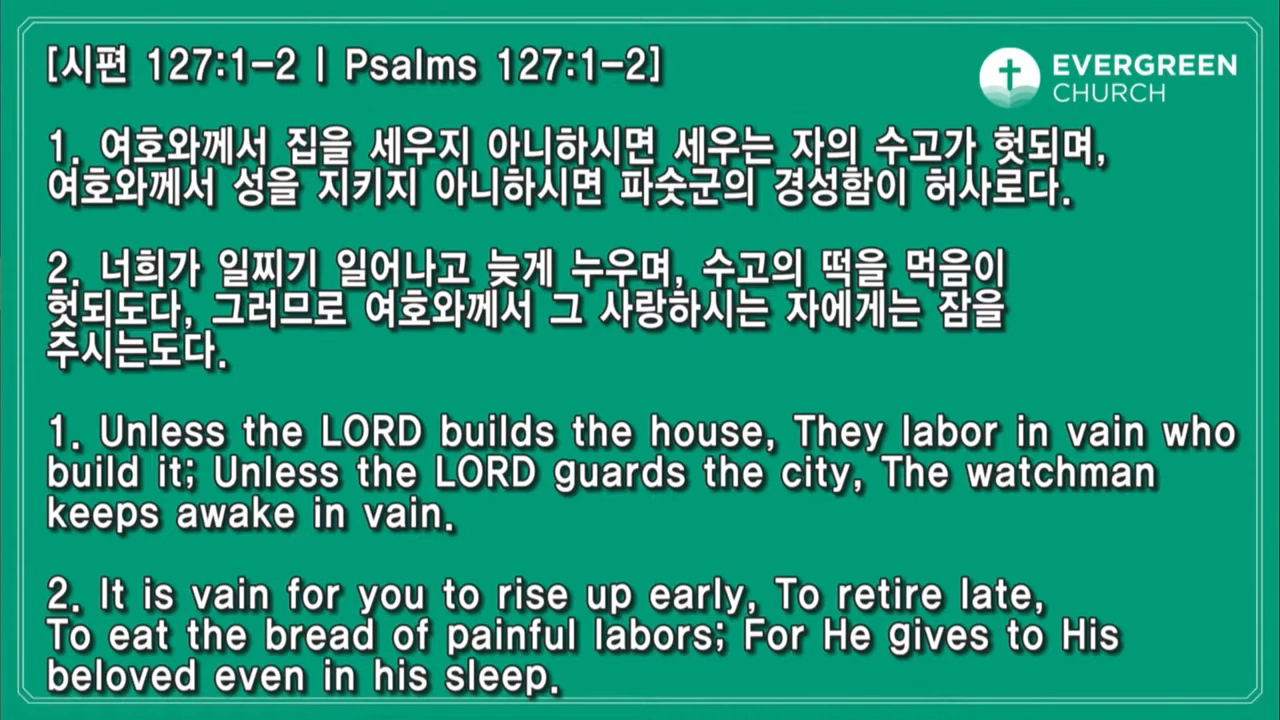 [시편 127:1-2 | Psalms 127:1-2]
EVERGREEN
CHURCH
1. 여호와께서 집을 세우지 아니하시면 세우는 자의 수고가 헛되며,
여호와께서 성을 지키지 아니하시면 파숫군의 경성함이 허사로다.
2. 너희가 일찌기 일어나고 늦게 누우며, 수고의 떡을 먹음이
헛되도다, 그러므로 여호와께서 그 사랑하시는 자에게는 잠을
주시는도다.
1. Unless the LORD builds the house, They labor in vain who
build it; Unless the LORD guards the city, The watchman
keeps awake in vain.
2. It is vain for you to rise up early, To retire late,
To eat the bread of painful labors; For He gives to His
beloved even in his sleep.